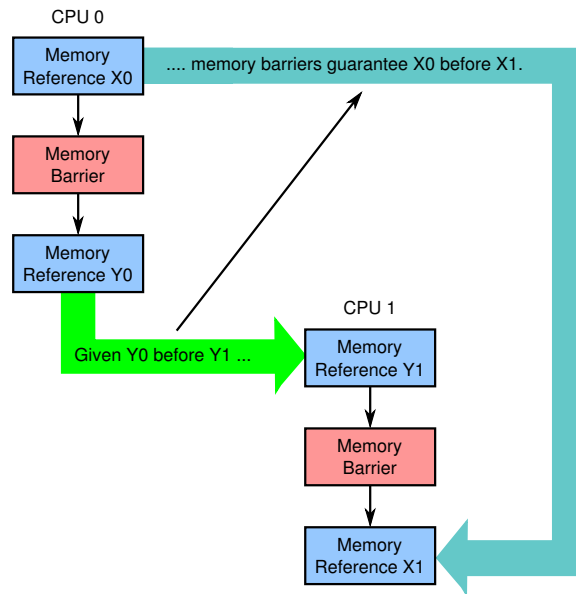 CPU 0
Memory
Reference X0
.... memory barriers guarantee X0 before X1.
Memory
Barrier
Memory
Reference Y0
Given Y0 before Y1 ...
CPU 1
Memory
Reference Y1
Memory
Barrier
Memory
Reference X1